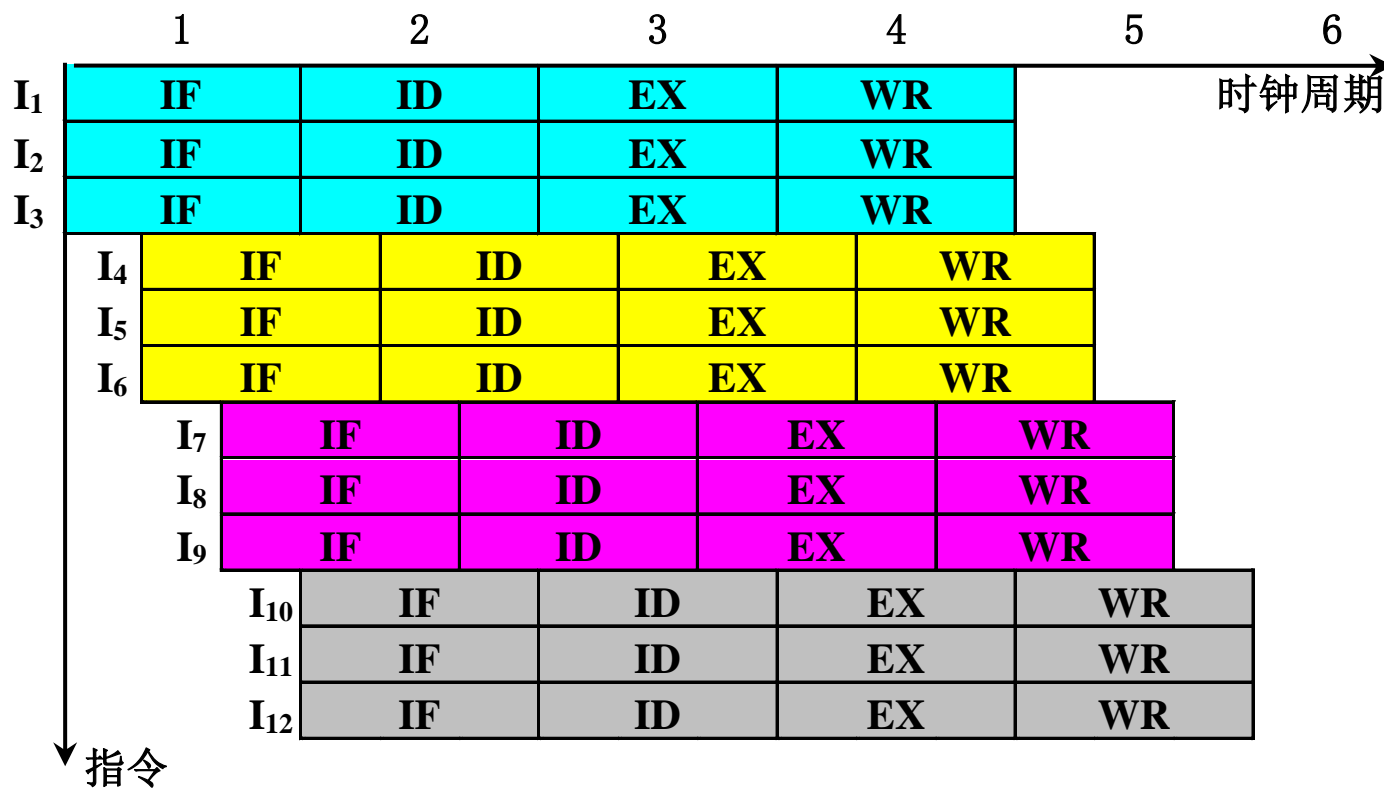 1 2 3 4 5 6
时钟周期
I1 IF ID EX WR
I2 IF ID EX WR
I3 IF ID EX WR
I4 IF ID EX WR
I5 IF ID EX WR
I6 IF ID EX WR
I7 IF ID EX WR
I8 IF ID EX WR
I9 IF ID EX WR
I10 IF ID EX WR
I11 IF ID EX WR
I12 IF ID EX WR
指令